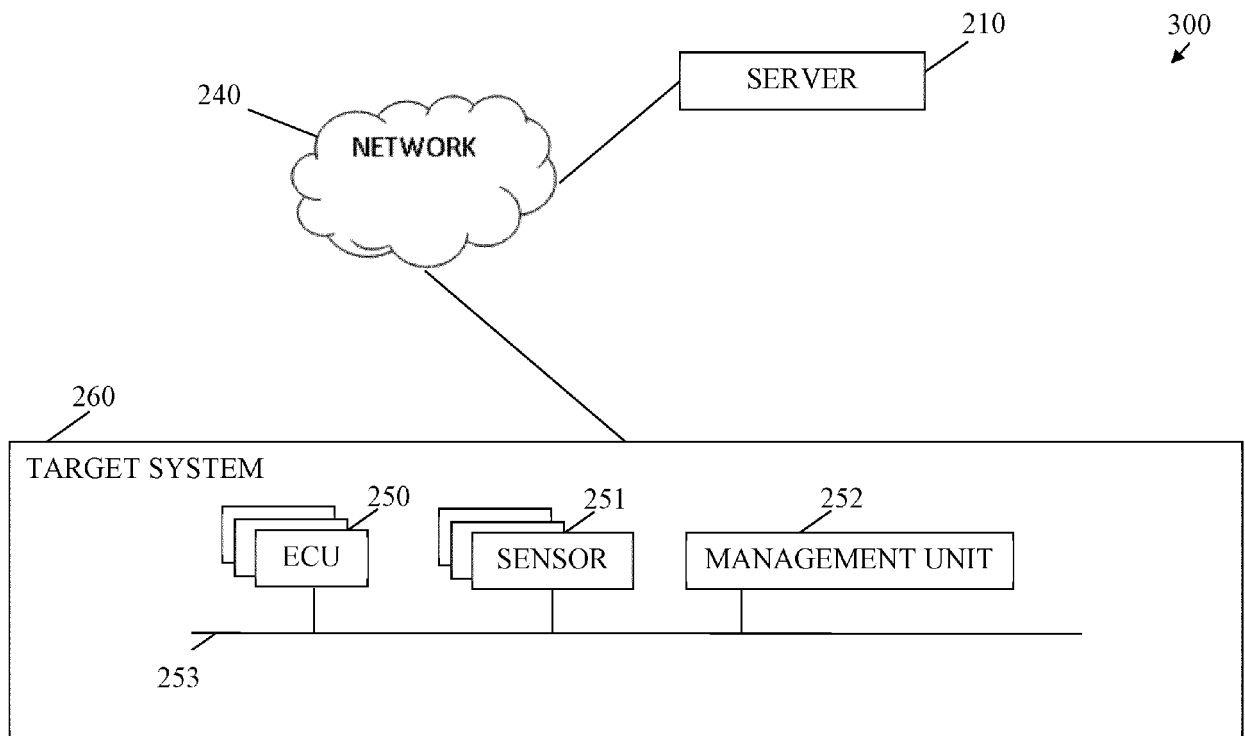 300
210
SERVER
240
NETWORK
260
TARGET SYSTEM
250
251
252
ECU
SENSOR
MANAGEMENT UNIT
253